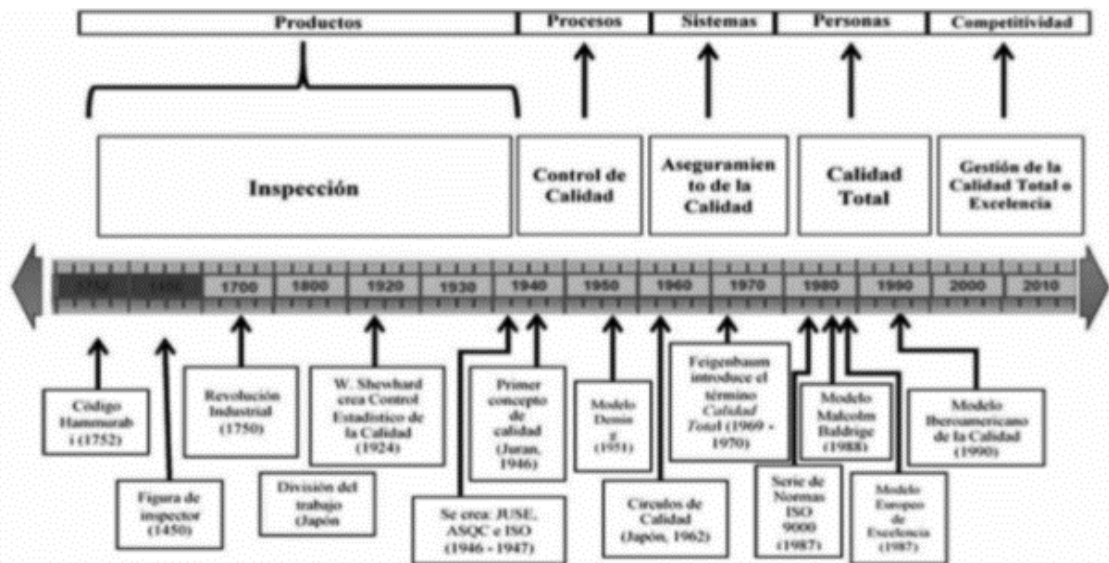 Productos
Procesos
Sistemas
Personas
Competitividad
Inspección
Control de
Calidad
Aseguramien
to de la
Calidad
Calidad
Total
Gestión de la
Calidad Total o
Excelencia
1700
1800
1920
1930
1940
1950
1960
1970
1980
1990
2000
2010
Código
Hammurab
i (1752)
Figura de
inspector
(1450)
Revolución
Industrial
(1750)
División del
trabajo
(Japón
W. Shewhard
crea Control
Estadístico de
la Calidad
(1924)
Se crea: JUSE,
ASQC e ISO
(1946 - 1947)
Primer
concepto
de
calidad
(Juran,
1946)
Modelo
Demin
g
(1951)
Círculos de
Calidad
(Japón, 1962)
Feigenbaum
introduce el
término
Calidad
Total (1969 -
1970)
Serie de
Normas
ISO
9000
(1987)
Modelo
Malcolm
Baldrige
(1988)
Modelo
Europeo
de
Excelencia
(1987)
Modelo
Iberoamericano
de la Calidad
(1990)